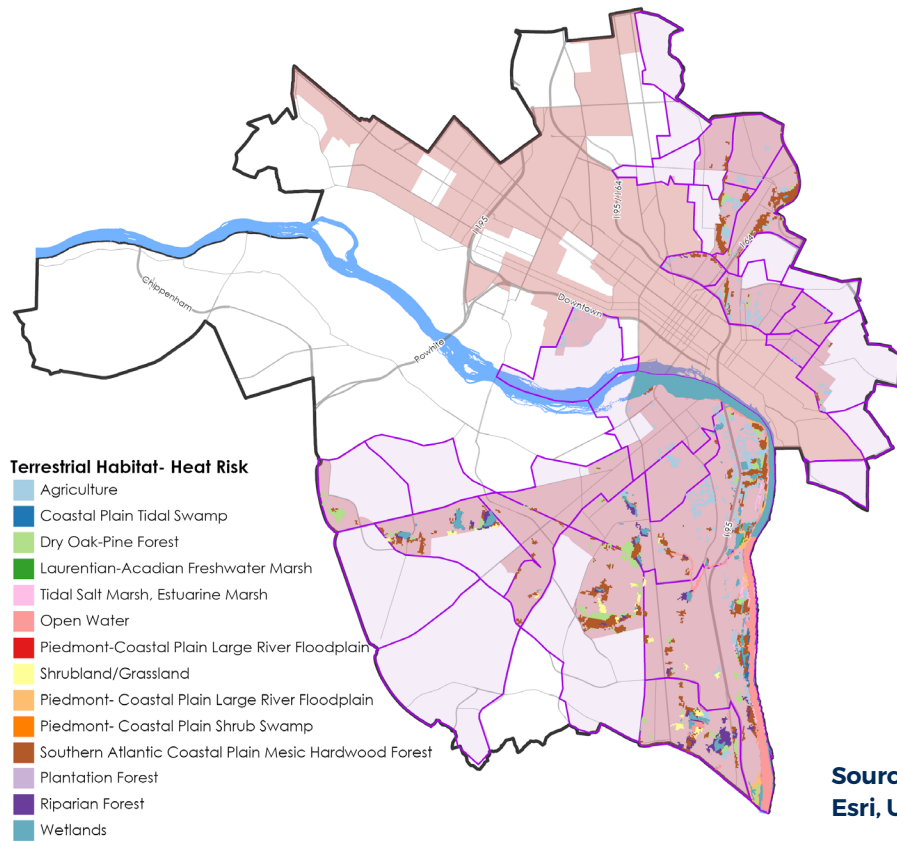 I-195
I-95 / I-64
I-64
Chippenham
Downtown
Powhite
I-95
Terrestrial Habitat- Heat Risk
Agriculture
Coastal Plain Tidal Swamp
Dry Oak-Pine Forest
Laurentian-Acadian Freshwater Marsh
Tidal Salt Marsh, Estuarine Marsh
Open Water
Piedmont-Coastal Plain Large River Floodplain
Shrubland/Grassland
Piedmont- Coastal Plain Large River Floodplain
Piedmont- Coastal Plain Shrub Swamp
Southern Atlantic Coastal Plain Mesic Hardwood Forest
Plantation Forest
Riparian Forest
Wetlands
Sourc
Esri, U